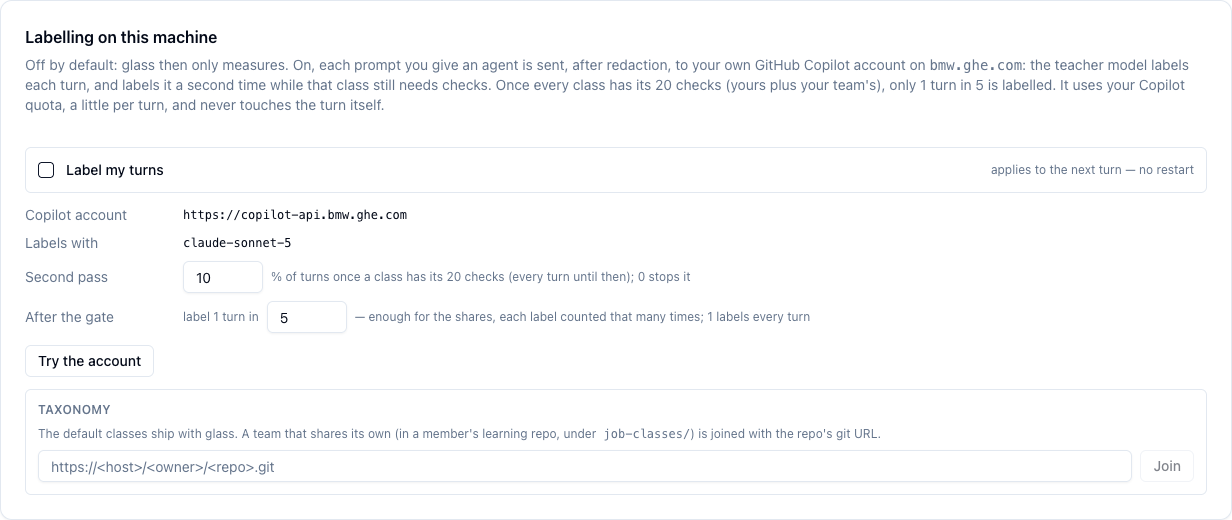 Labelling on this machine
Off by default: glass then only measures. On, each prompt you give an agent is sent, after redaction, to your own GitHub Copilot account on bmw.ghe.com: the teacher model labels
each turn, and labels it a second time while that class still needs checks. Once every class has its 20 checks (yours plus your team's), only 1 turn in 5 is labelled. It uses your Copilot
quota, a little per turn, and never touches the turn itself.
Label my turns
applies to the next turn — no restart
Copilot account https://copilot-api.bmw.ghe.com
Labels with claude-sonnet-5
Second pass 10 % of turns once a class has its 20 checks (every turn until then); 0 stops it
After the gate label 1 turn in 5 — enough for the shares, each label counted that many times; 1 labels every turn
Try the account
TAXONOMY
The default classes ship with glass. A team that shares its own (in a member's learning repo, under job-classes/) is joined with the repo's git URL.
https://<host>/<owner>/<repo>.git Join